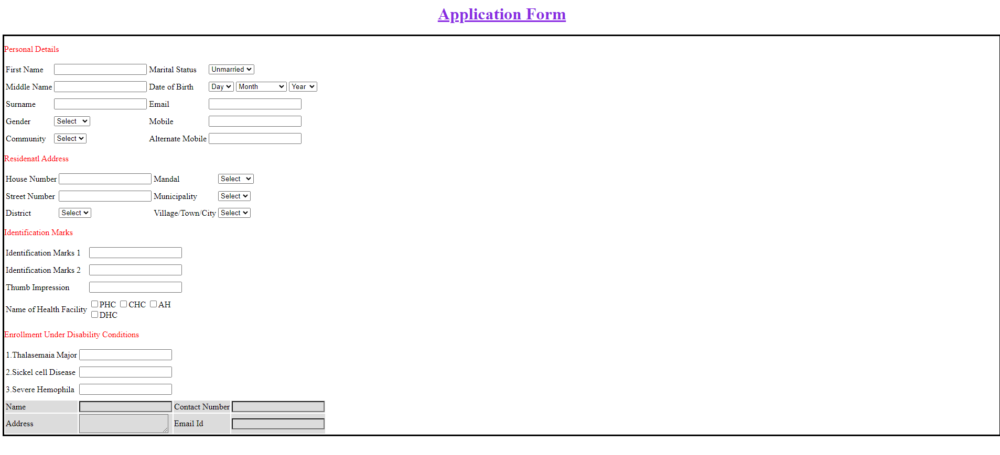 Application Form
Personal Details
First Name Marital Status Unmarried
Middle Name Date of Birth Day Month Year
Surname Email
Gender Select Mobile
Community Select Alternate Mobile
Residenatl Address
House Number Mandal Select
Street Number Municipality Select
District Select Village/Town/City Select
Identification Marks
Identification Marks 1
Identification Marks 2
Thumb Impression
Name of Health Facility PHC CHC AH
DHC
Enrollment Under Disability Conditions
1.Thalasemaia Major
2.Sickel cell Disease
3.Severe Hemophila
Name Contact Number
Address Email Id